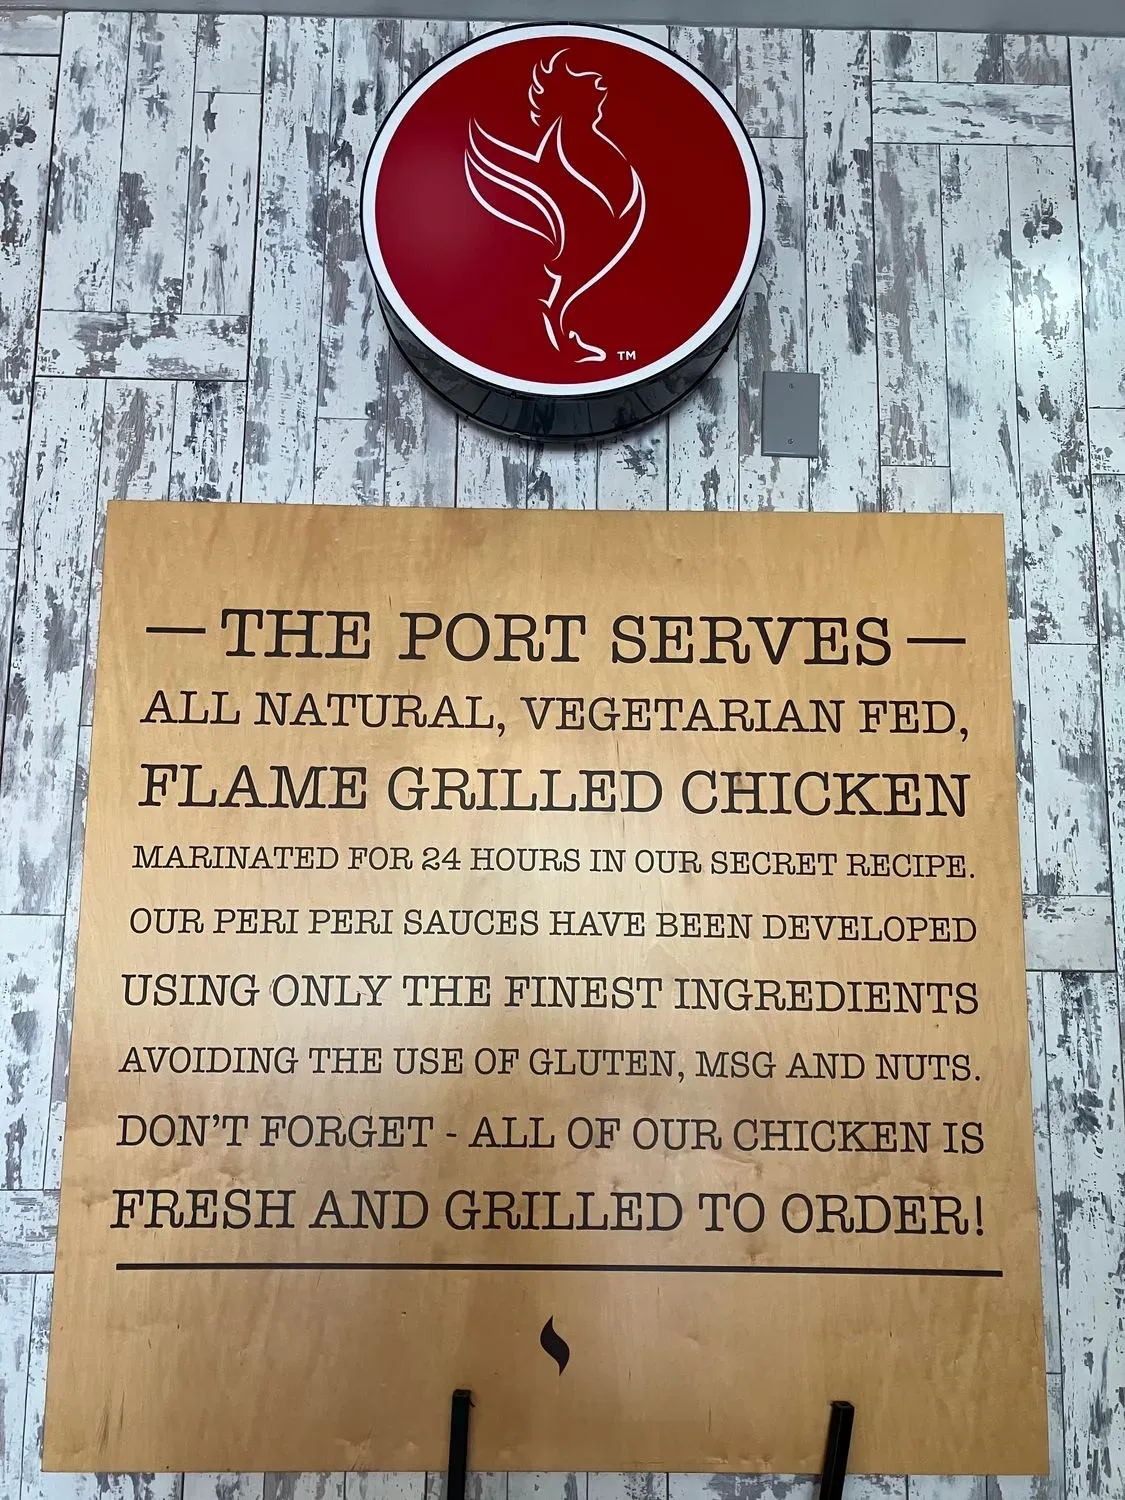 TM
— THE PORT SERVES —
ALL NATURAL, VEGETARIAN FED,
FLAME GRILLED CHICKEN
MARINATED FOR 24 HOURS IN OUR SECRET RECIPE.
OUR PERI PERI SAUCES HAVE BEEN DEVELOPED
USING ONLY THE FINEST INGREDIENTS
AVOIDING THE USE OF GLUTEN, MSG AND NUTS.
DON'T FORGET - ALL OF OUR CHICKEN IS
FRESH AND GRILLED TO ORDER!